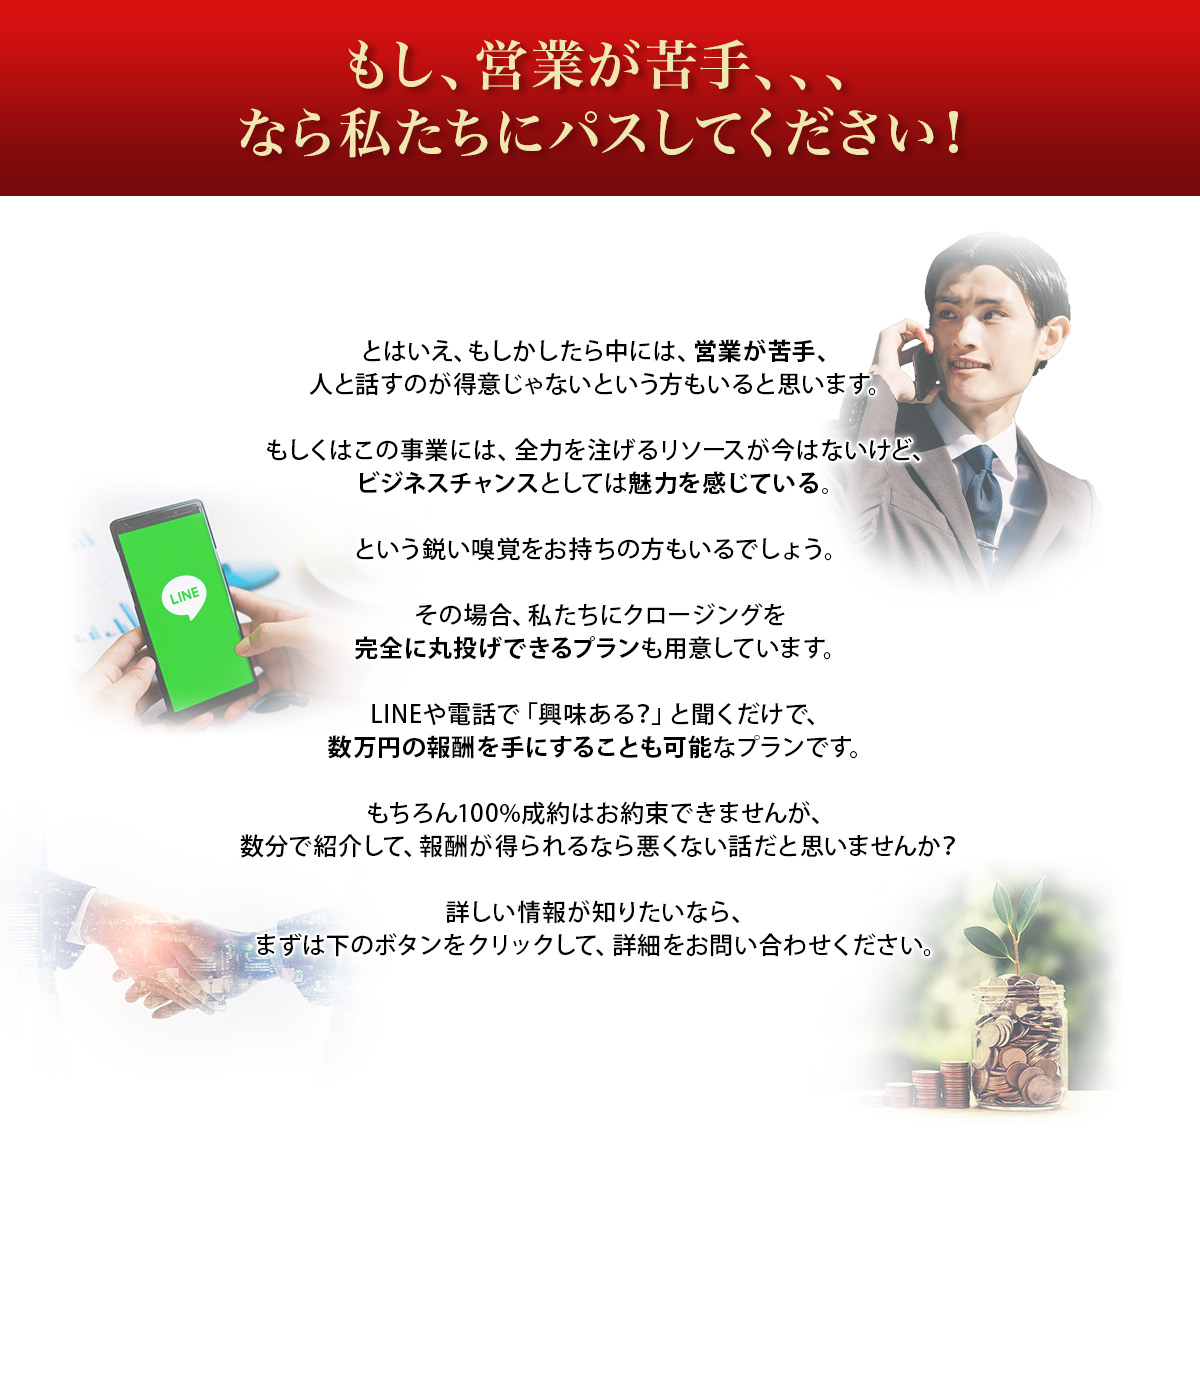 もし、営業が苦手、、、
なら私たちにパスしてください！
とはいえ、もしかしたら中には、営業が苦手、
人と話すのが得意じゃないという方もいると思います。
もしくはこの事業には、全力を注げるリソースが今はないけど、
ビジネスチャンスとしては魅力を感じている。
という鋭い嗅覚をお持ちの方もいるでしょう。
LINE
その場合、私たちにクロージングを
完全に丸投げできるプランも用意しています。
LINEや電話で「興味ある？」と聞くだけで、
数万円の報酬を手にすることも可能なプランです。
もちろん100%成約はお約束できませんが、
数分で紹介して、報酬が得られるなら悪くない話だと思いませんか？
詳しい情報が知りたいなら、
まずは下のボタンをクリックして、詳細をお問い合わせください。